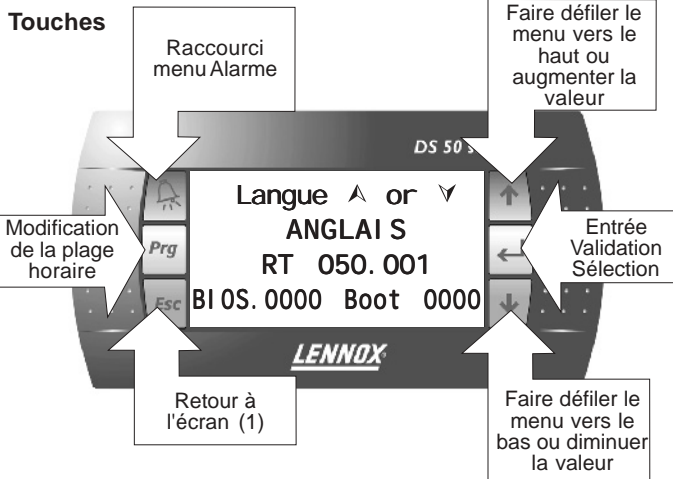 Touches
Raccourci
menu Alarme
Faire défiler le
menu vers le
haut ou
augmenter la
valeur
DS 50
Modification
de la plage
horaire
Prg
Esc
Langue ∧ or ∨
ANGLAIS
RT 050.001
BIOS.0000 Boot 0000
Entrée
Validation
Sélection
LENNOX
Retour à
l'écran (1)
Faire défiler le
menu vers le
bas ou diminuer
la valeur